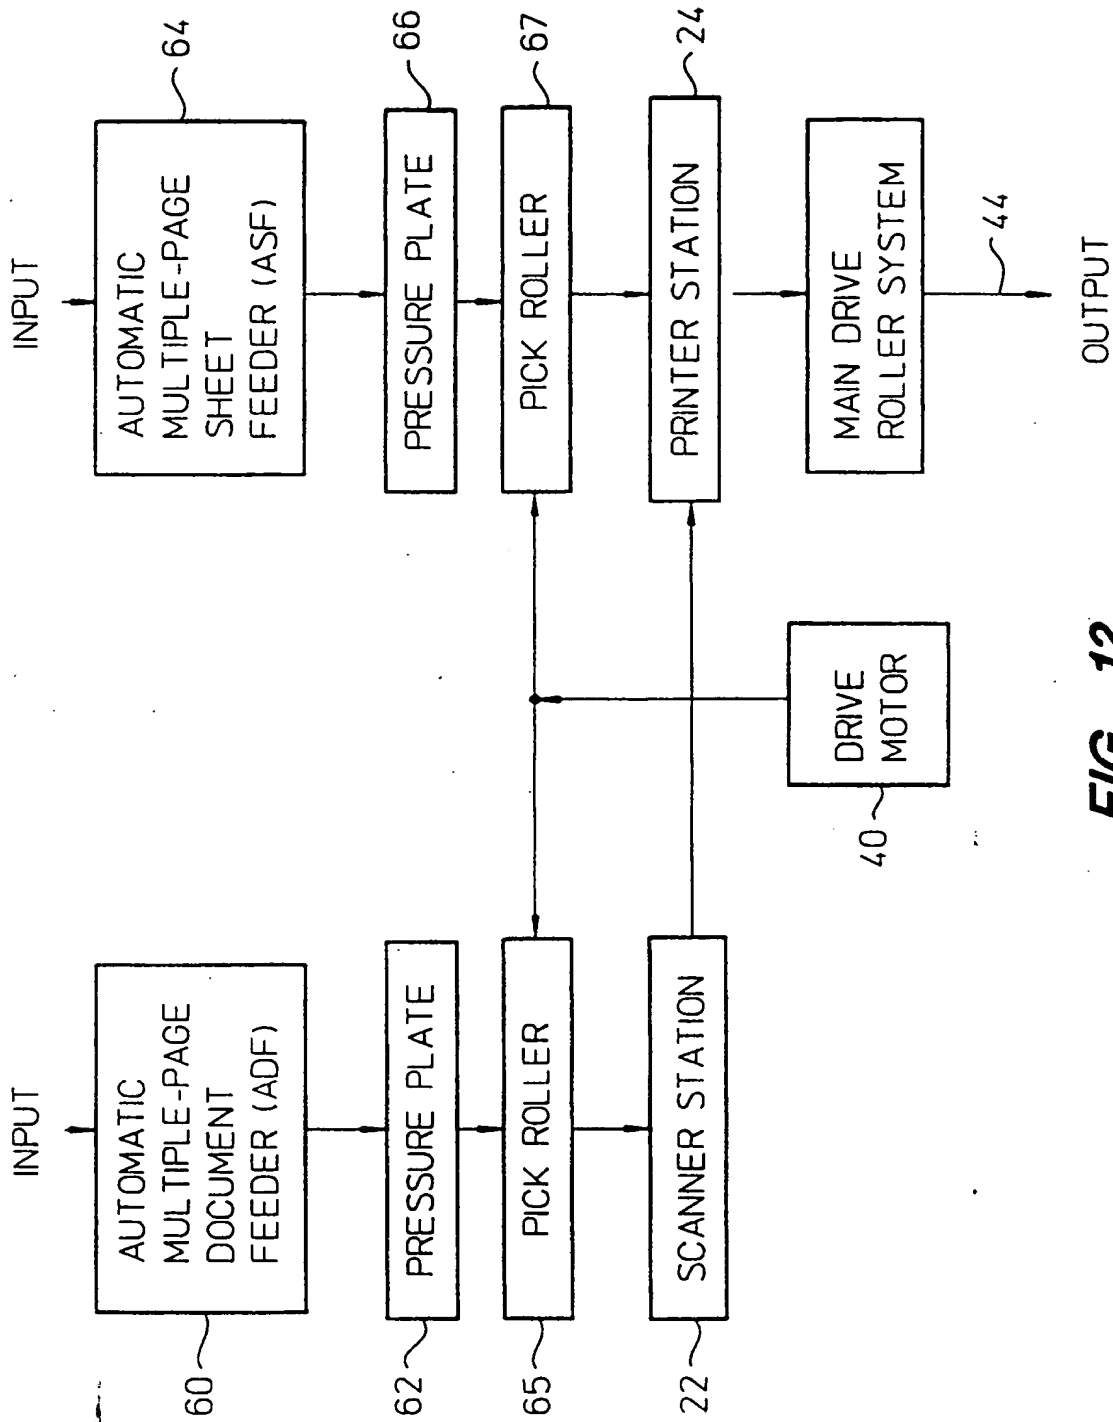 INPUT
AUTOMATIC
MULTIPLE-PAGE
DOCUMENT
FEEDER (ADF)
60
PRESSURE PLATE
62
PICK ROLLER
65
SCANNER STATION
22
DRIVE
MOTOR
40
INPUT
AUTOMATIC
MULTIPLE-PAGE
SHEET
FEEDER (ASF)
64
PRESSURE PLATE
66
PICK ROLLER
67
PRINTER STATION
24
MAIN DRIVE
ROLLER SYSTEM
44
OUTPUT
FIG. 12